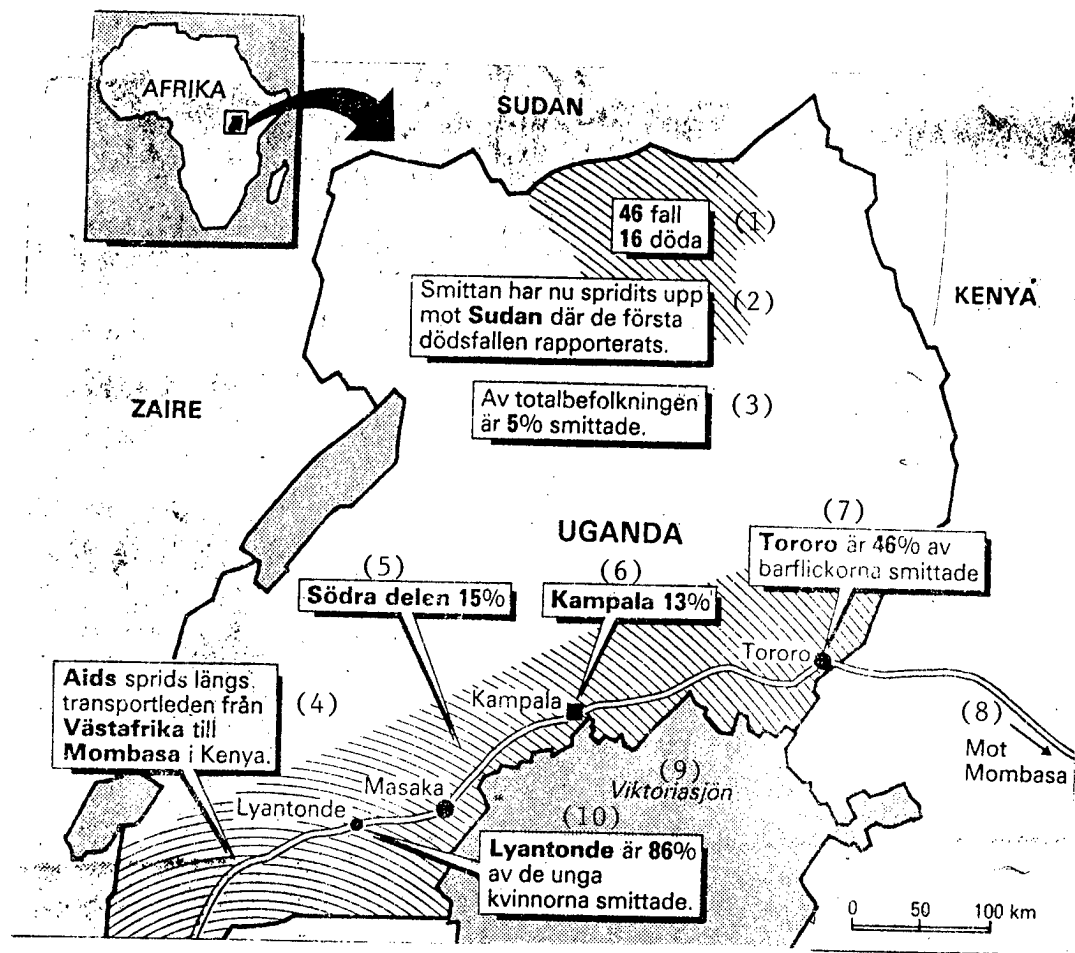 AFRIKA
SUDAN
46 fall
16 döda
(1)
Smittan har nu spridits upp
mot Sudan där de första
dödsfallen rapporterats.
(2)
KENYA
ZAIRE
Av totalbefolkningen
är 5% smittade.
(3)
UGANDA
(7)
Tororo är 46% av
barflickorna smittade
(5)
Södra delen 15%
(6)
Kampala 13%
Tororo
Aids sprids längs
transportleden från
Västafrika till
Mombasa i Kenya.
(4)
Kampala
(8)
Mot
Mombasa
(9)
Viktoriasjön
Masaka
Lyantonde
(10)
Lyantonde är 86%
av de unga
kvinnorna smittade.
0 50 100 km